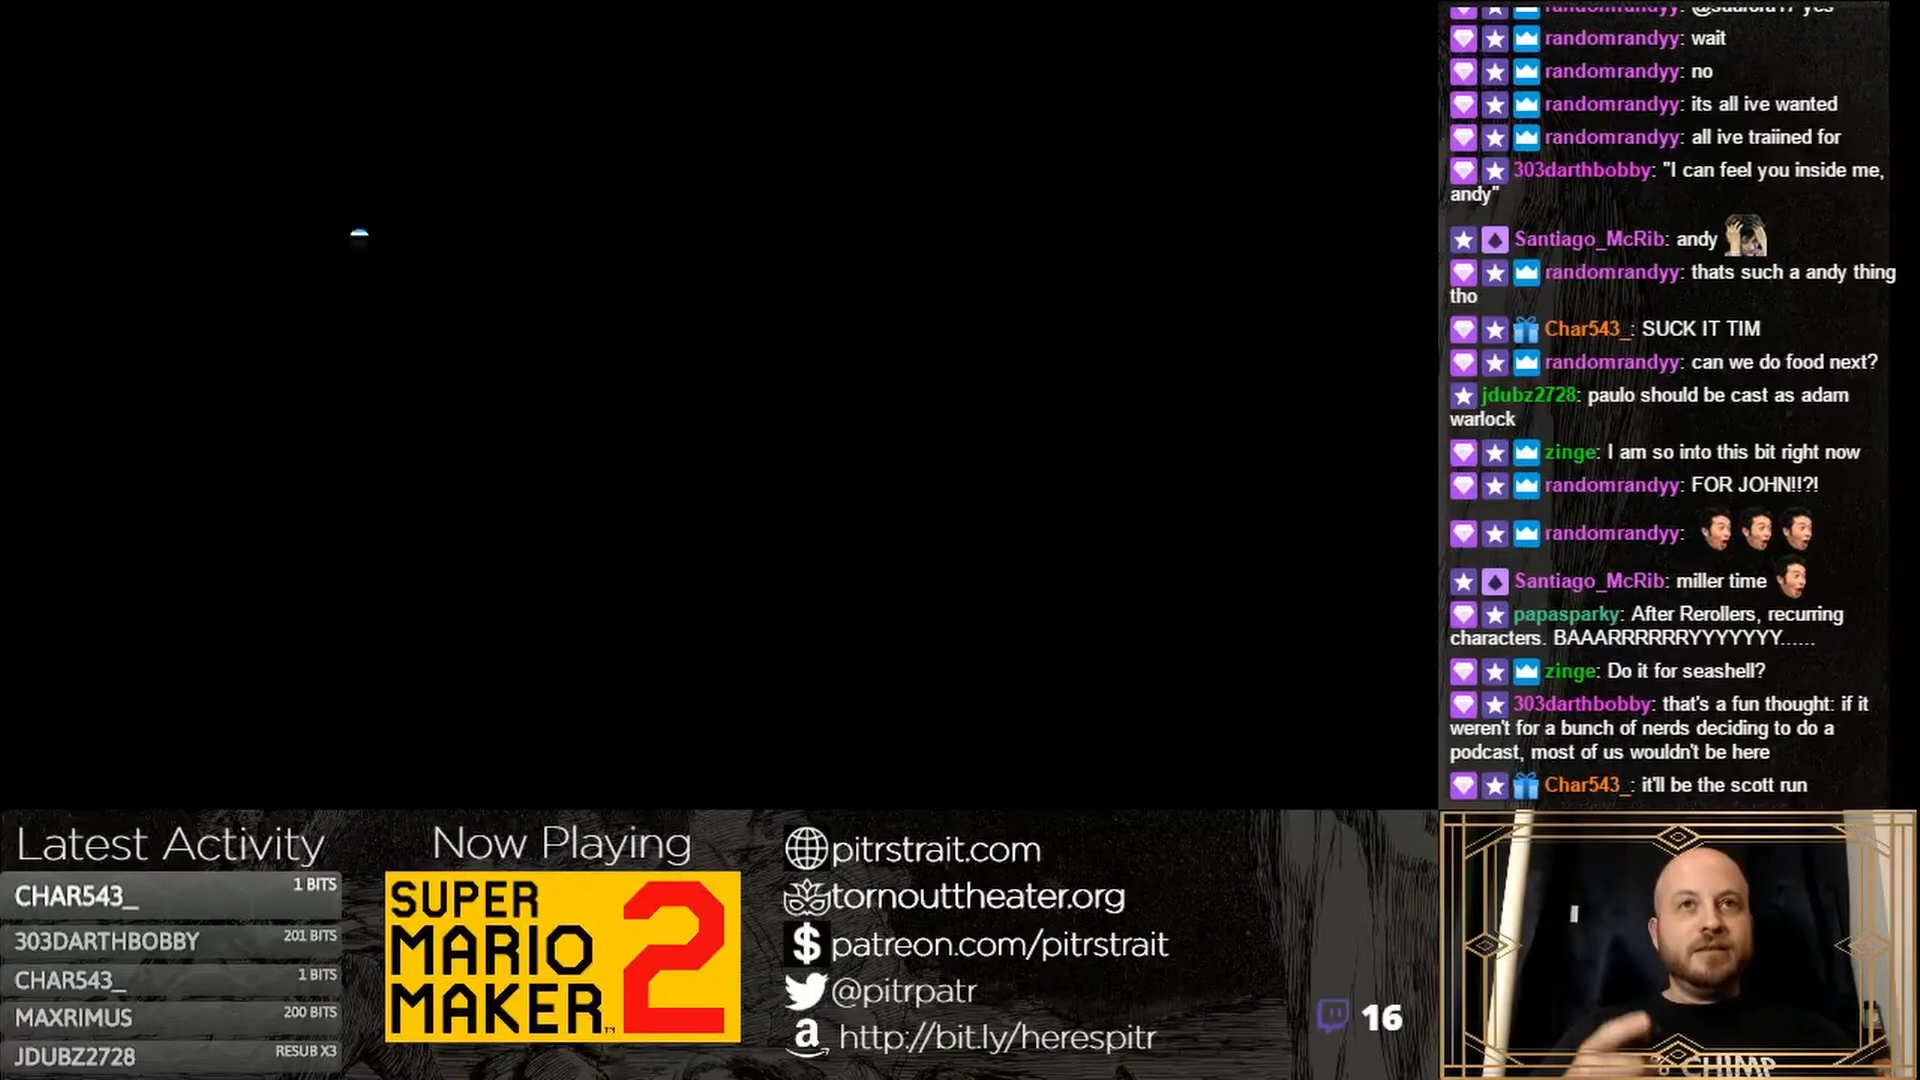 randomrandyy: @saarora17 yes
randomrandyy: wait
randomrandyy: no
randomrandyy: its all ive wanted
randomrandyy: all ive traiined for
303darthbobby: "I can feel you inside me,
andy"
Santiago_McRib: andy
randomrandyy: thats such a andy thing
tho
Char543_: SUCK IT TIM
randomrandyy: can we do food next?
jdubz2728: paulo should be cast as adam
warlock
zinge: I am so into this bit right now
randomrandyy: FOR JOHN!!?!
randomrandyy:
Santiago_McRib: miller time
papasparky: After Rerollers, recurring
characters. BAAARRRRRRYYYYYYY......
zinge: Do it for seashell?
303darthbobby: that's a fun thought: if it
weren't for a bunch of nerds deciding to do a
podcast, most of us wouldn't be here
Char543_: it'll be the scott run
Latest Activity
CHAR543_ 1 BITS
303DARTHBOBBY 201 BITS
CHAR543_ 1 BITS
MAXRIMUS 200 BITS
JDUBZ2728 RESUB X3
Now Playing
SUPER
MARIO
MAKER 2
TM
pitrstrait.com
tornouttheater.org
$ patreon.com/pitrstrait
@pitrpatr
a http://bit.ly/herespitr
16
CHIMP